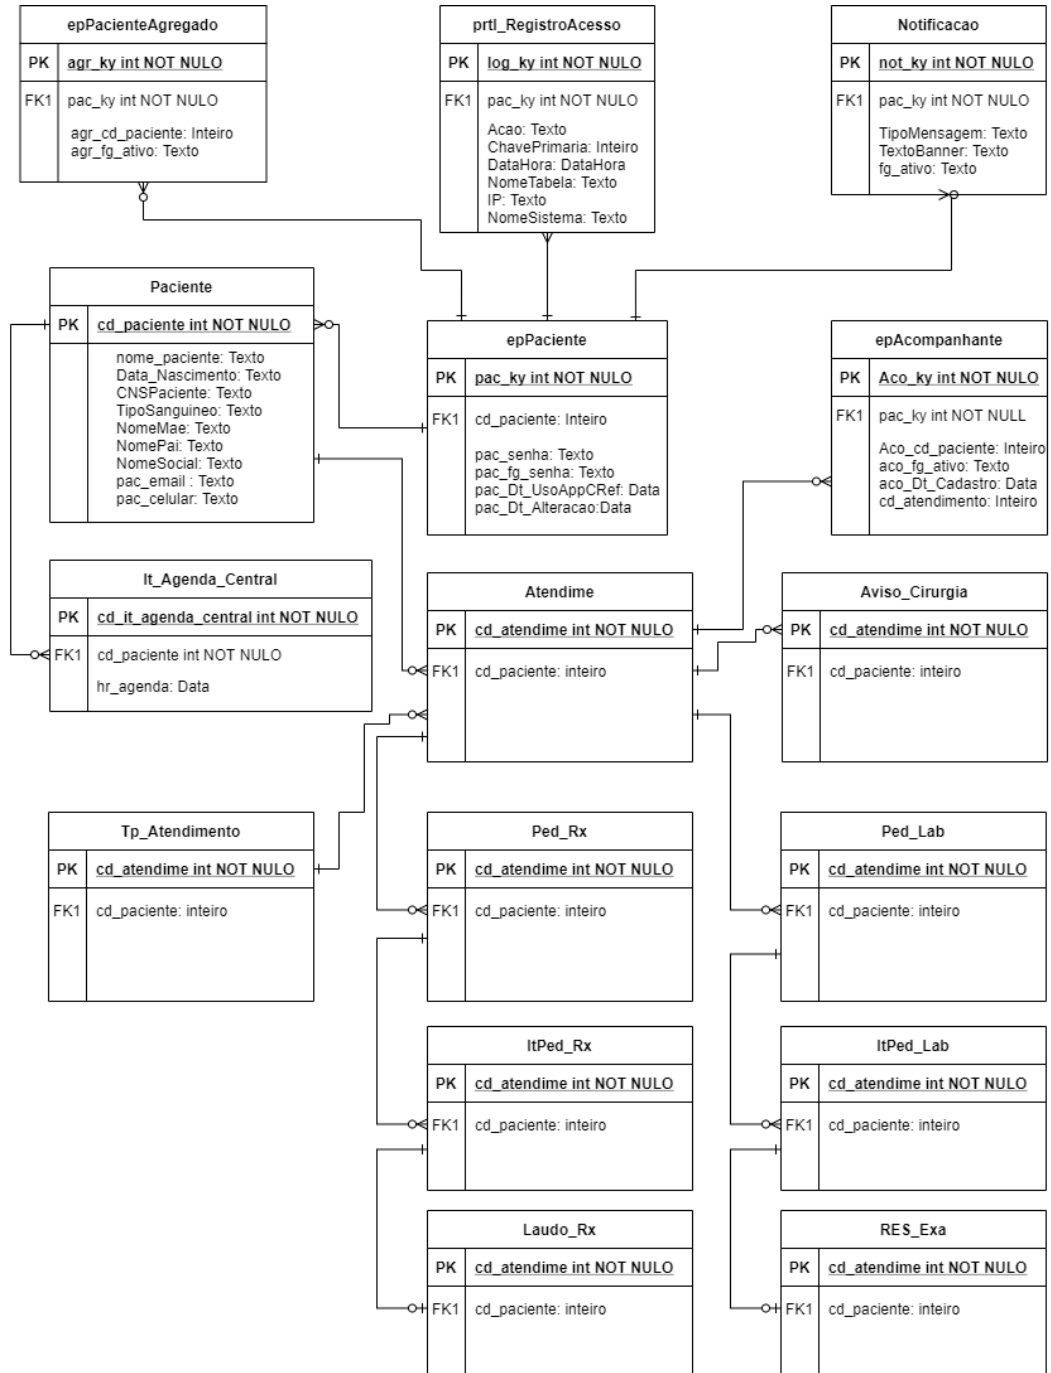 epPacienteAgregado
PK agr_ky int NOT NULO
FK1 pac_ky int NOT NULO
agr_cd_paciente: Inteiro
agr_fg_ativo: Texto
prtl_RegistroAcesso
PK log_ky int NOT NULO
FK1 pac_ky int NOT NULO
Acao: Texto
ChavePrimaria: Inteiro
DataHora: DataHora
NomeTabela: Texto
IP: Texto
NomeSistema: Texto
Notificacao
PK not_ky int NOT NULO
FK1 pac_ky int NOT NULO
TipoMensagem: Texto
TextoBanner: Texto
fg_ativo: Texto
Paciente
PK cd_paciente int NOT NULO
nome_paciente: Texto
Data_Nascimento: Texto
CNSPaciente: Texto
TipoSanguineo: Texto
NomeMae: Texto
NomePai: Texto
NomeSocial: Texto
pac_email : Texto
pac_celular: Texto
epPaciente
PK pac_ky int NOT NULO
FK1 cd_paciente: Inteiro
pac_senha: Texto
pac_fg_senha: Texto
pac_Dt_UsoAppCRef: Data
pac_Dt_Alteracao:Data
epAcompanhante
PK Aco_ky int NOT NULO
FK1 pac_ky int NOT NULL
Aco_cd_paciente: Inteiro
aco_fg_ativo: Texto
aco_Dt_Cadastro: Data
cd_atendimento: Inteiro
It_Agenda_Central
PK cd_it_agenda_central int NOT NULO
FK1 cd_paciente int NOT NULO
hr_agenda: Data
Atendime
PK cd_atendime int NOT NULO
FK1 cd_paciente: inteiro
Aviso_Cirurgia
PK cd_atendime int NOT NULO
FK1 cd_paciente: inteiro
Tp_Atendimento
PK cd_atendime int NOT NULO
FK1 cd_paciente: inteiro
Ped_Rx
PK cd_atendime int NOT NULO
FK1 cd_paciente: inteiro
Ped_Lab
PK cd_atendime int NOT NULO
FK1 cd_paciente: inteiro
ItPed_Rx
PK cd_atendime int NOT NULO
FK1 cd_paciente: inteiro
ItPed_Lab
PK cd_atendime int NOT NULO
FK1 cd_paciente: inteiro
Laudo_Rx
PK cd_atendime int NOT NULO
FK1 cd_paciente: inteiro
RES_Exa
PK cd_atendime int NOT NULO
FK1 cd_paciente: inteiro